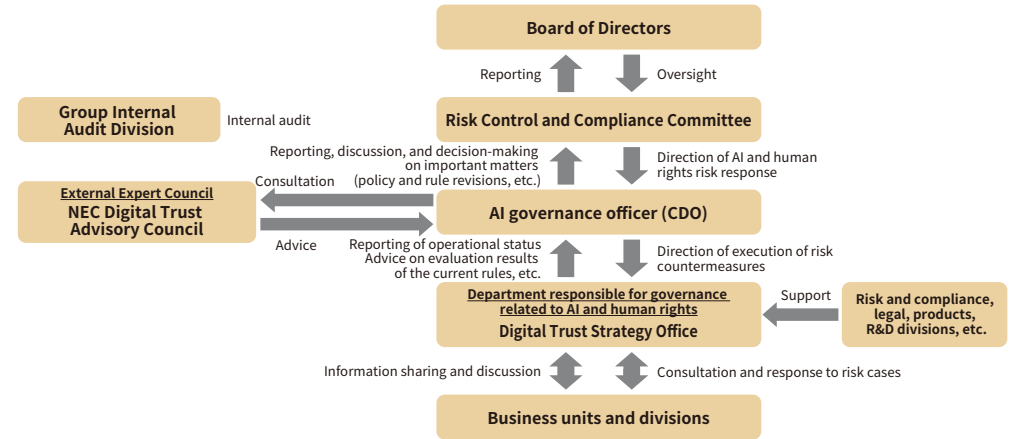 Board of Directors
Reporting
Oversight
Group Internal
Audit Division
Internal audit
Risk Control and Compliance Committee
Reporting, discussion, and decision-making
on important matters
(policy and rule revisions, etc.)
Direction of AI and human
rights risk response
Consultation
External Expert Council
NEC Digital Trust
Advisory Council
AI governance officer (CDO)
Advice
Reporting of operational status
Advice on evaluation results
of the current rules, etc.
Direction of execution of risk
countermeasures
Department responsible for governance
related to AI and human rights
Digital Trust Strategy Office
Support
Risk and compliance,
legal, products,
R&D divisions, etc.
Information sharing and discussion
Consultation and response to risk cases
Business units and divisions